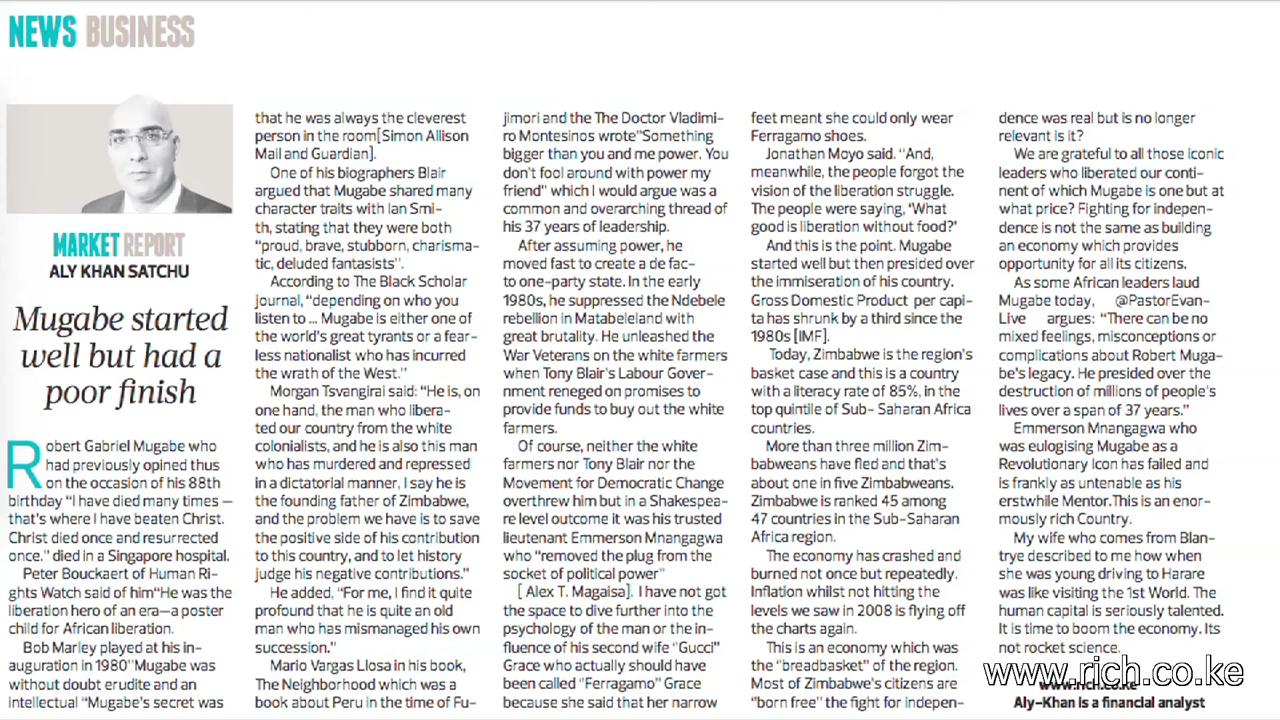 NEWS BUSINESS
MARKET REPORT
ALY KHAN SATCHU
Mugabe started
well but had a
poor finish
Robert Gabriel Mugabe who
had previously opined thus
on the occasion of his 88th
birthday “I have died many times –
that's where I have beaten Christ.
Christ died once and resurrected
once.” died in a Singapore hospital.
Peter Bouckaert of Human Ri-
ghts Watch said of him“He was the
liberation hero of an era—a poster
child for African liberation.
Bob Marley played at his in-
auguration in 1980“Mugabe was
without doubt erudite and an
intellectual “Mugabe's secret was
that he was always the cleverest
person in the room[Simon Allison
Mail and Guardian].
One of his biographers Blair
argued that Mugabe shared many
character traits with Ian Smi-
th, stating that they were both
“proud, brave, stubborn, charisma-
tic, deluded fantasists”.
According to The Black Scholar
journal, “depending on who you
listen to ... Mugabe is either one of
the world's great tyrants or a fear-
less nationalist who has incurred
the wrath of the West.”
Morgan Tsvangirai said: “He is, on
one hand, the man who libera-
ted our country from the white
colonialists, and he is also this man
who has murdered and repressed
in a dictatorial manner, I say he is
the founding father of Zimbabwe,
and the problem we have is to save
the positive side of his contribution
to this country, and to let history
judge his negative contributions.”
He added, “For me, I find it quite
profound that he is quite an old
man who has mismanaged his own
succession.”
Mario Vargas Llosa in his book,
The Neighborhood which was a
book about Peru in the time of Fu-
jimori and the The Doctor Vladimi-
ro Montesinos wrote“Something
bigger than you and me power. You
don't fool around with power my
friend” which I would argue was a
common and overarching thread of
his 37 years of leadership.
After assuming power, he
moved fast to create a de fac-
to one-party state. In the early
1980s, he suppressed the Ndebele
rebellion in Matabeleland with
great brutality. He unleashed the
War Veterans on the white farmers
when Tony Blair's Labour Gover-
nment reneged on promises to
provide funds to buy out the white
farmers.
Of course, neither the white
farmers nor Tony Blair nor the
Movement for Democratic Change
overthrew him but in a Shakespea-
re level outcome it was his trusted
lieutenant Emmerson Mnangagwa
who “removed the plug from the
socket of political power”
[ Alex T. Magaisa]. I have not got
the space to dive further into the
psychology of the man or the in-
fluence of his second wife “Gucci”
Grace who actually should have
been called “Ferragamo” Grace
because she said that her narrow
feet meant she could only wear
Ferragamo shoes.
Jonathan Moyo said. “And,
meanwhile, the people forgot the
vision of the liberation struggle.
The people were saying, ‘What
good is liberation without food?’
And this is the point. Mugabe
started well but then presided over
the immiseration of his country.
Gross Domestic Product per capi-
ta has shrunk by a third since the
1980s [IMF].
Today, Zimbabwe is the region's
basket case and this is a country
with a literacy rate of 85%, in the
top quintile of Sub- Saharan Africa
countries.
More than three million Zim-
babweans have fled and that's
about one in five Zimbabweans.
Zimbabwe is ranked 45 among
47 countries in the Sub-Saharan
Africa region.
The economy has crashed and
burned not once but repeatedly.
Inflation whilst not hitting the
levels we saw in 2008 is flying off
the charts again.
This is an economy which was
the “breadbasket” of the region.
Most of Zimbabwe's citizens are
“born free” the fight for indepen-
dence was real but is no longer
relevant is it?
We are grateful to all those iconic
leaders who liberated our conti-
nent of which Mugabe is one but at
what price? Fighting for indepen-
dence is not the same as building
an economy which provides
opportunity for all its citizens.
As some African leaders laud
Mugabe today, @PastorEvan-
Live argues: “There can be no
mixed feelings, misconceptions or
complications about Robert Muga-
be's legacy. He presided over the
destruction of millions of people's
lives over a span of 37 years.”
Emmerson Mnangagwa who
was eulogising Mugabe as a
Revolutionary Icon has failed and
is frankly as untenable as his
erstwhile Mentor.This is an enor-
mously rich Country.
My wife who comes from Blan-
trye described to me how when
she was young driving to Harare
was like visiting the 1st World. The
human capital is seriously talented.
It is time to boom the economy. Its
not rocket science.
www.rich.co.ke
www.rich.co.ke
Aly-Khan is a financial analyst